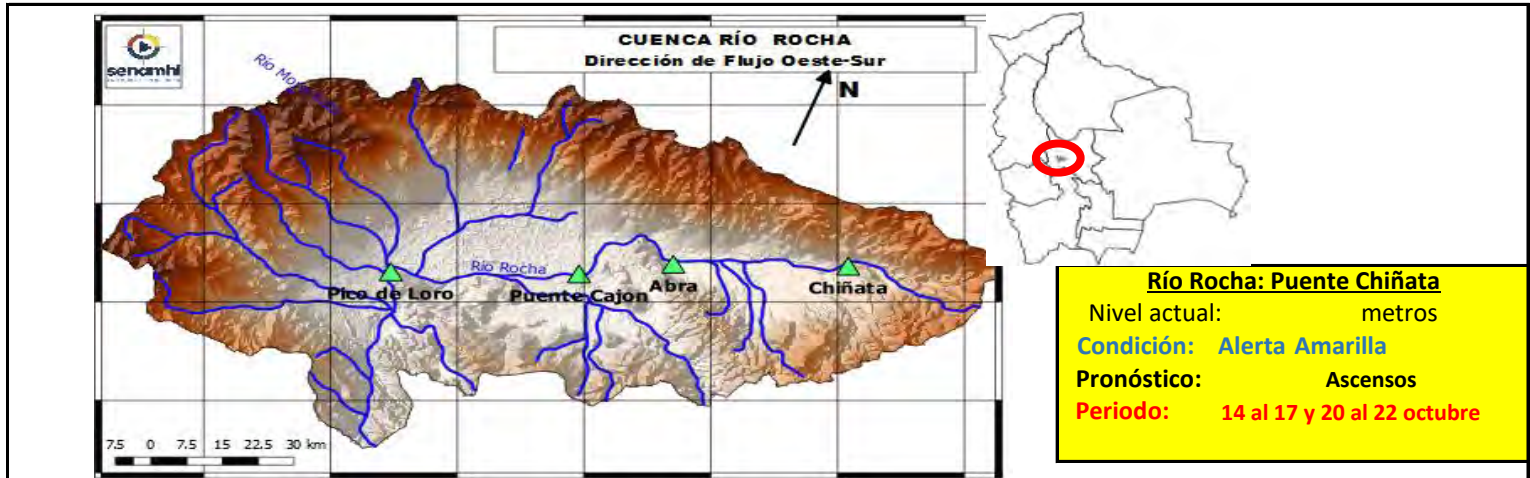 senamhi
CUENCA RÍO ROCHA
Dirección de Flujo Oeste-Sur
N
Río Rocha
Pico de Loro
Puente Cajon
Abra
Chiñata
7.5 0 7.5 15 22.5 30 km
Río Rocha: Puente Chiñata
Nivel actual: metros
Condición: Alerta Amarilla
Pronóstico: Ascensos
Periodo: 14 al 17 y 20 al 22 octubre